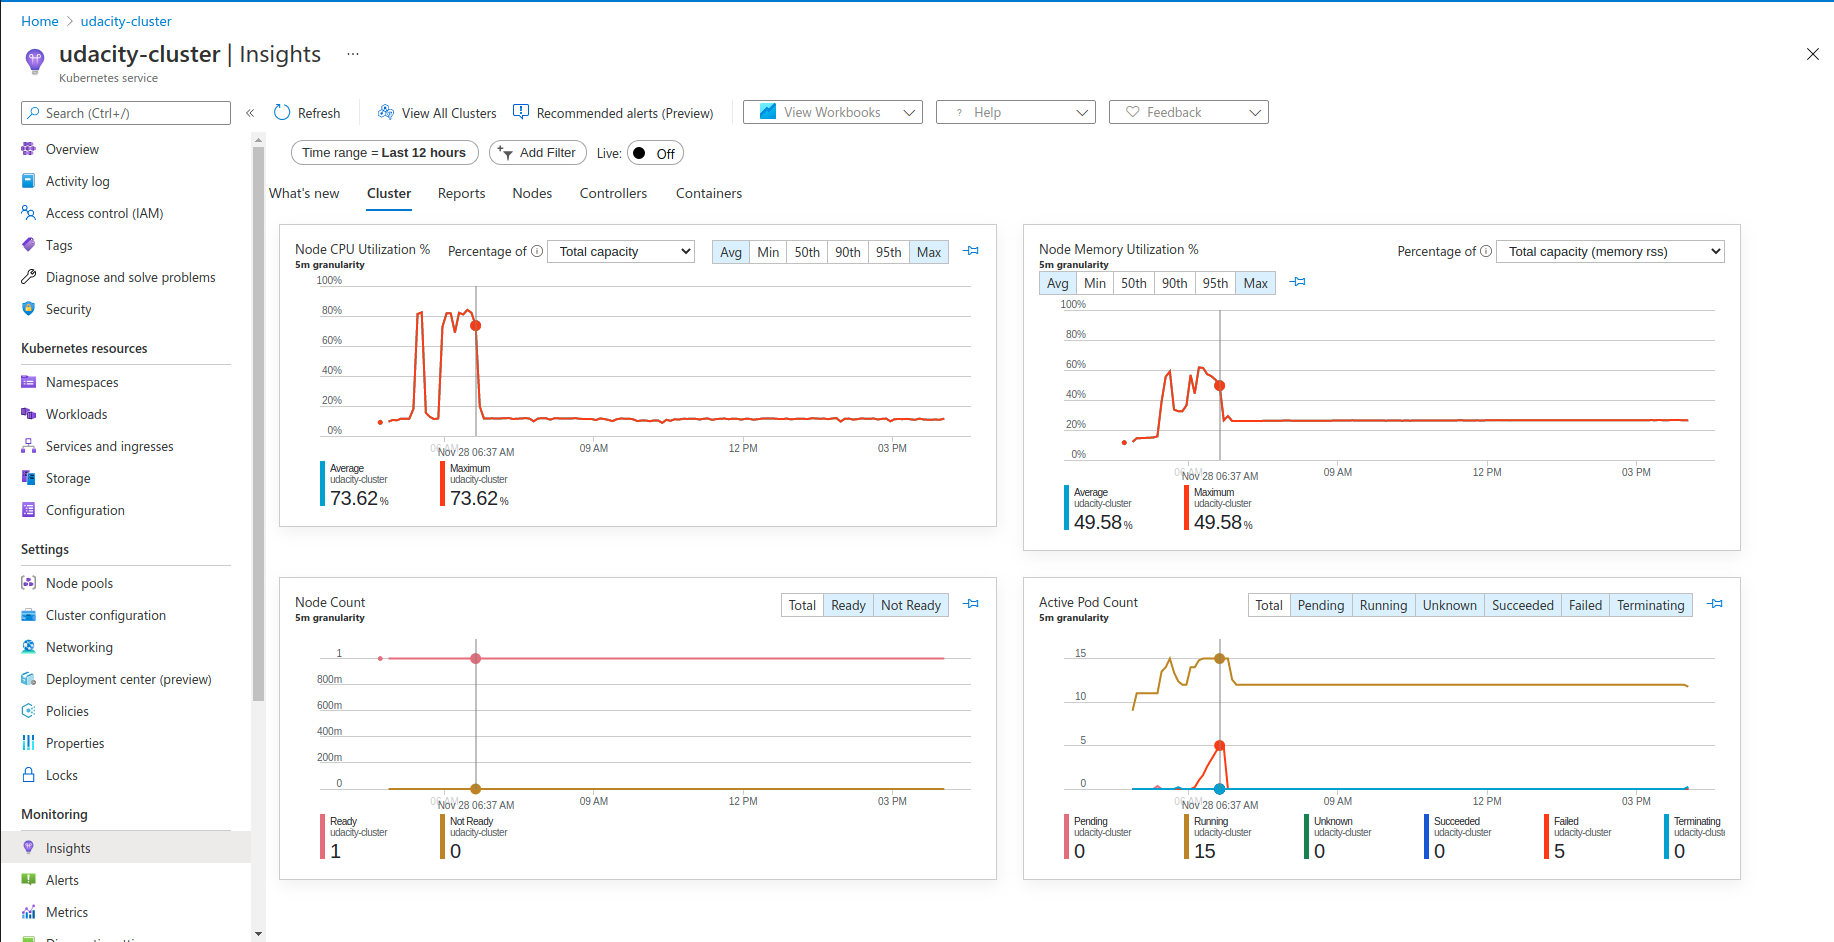 Home > udacity-cluster
udacity-cluster | Insights ...
Kubernetes service
Search (Ctrl+/)
«
Refresh
View All Clusters
Recommended alerts (Preview)
View Workbooks
? Help
Feedback
Time range = Last 12 hours
Add Filter
Live: Off
What's new
Cluster
Reports
Nodes
Controllers
Containers
Overview
Activity log
Access control (IAM)
Tags
Diagnose and solve problems
Security
Kubernetes resources
Namespaces
Workloads
Services and ingresses
Storage
Configuration
Settings
Node pools
Cluster configuration
Networking
Deployment center (preview)
Policies
Properties
Locks
Monitoring
Insights
Alerts
Metrics
Node CPU Utilization %
5m granularity
Percentage of
Total capacity
Avg Min 50th 90th 95th Max
100%
80%
60%
40%
20%
0%
06 AM
Nov 28 06:37 AM
09 AM
12 PM
03 PM
Average
udacity-cluster
73.62 %
Maximum
udacity-cluster
73.62 %
Node Memory Utilization %
5m granularity
Percentage of
Total capacity (memory rss)
Avg Min 50th 90th 95th Max
100%
80%
60%
40%
20%
0%
06 AM
Nov 28 06:37 AM
09 AM
12 PM
03 PM
Average
udacity-cluster
49.58 %
Maximum
udacity-cluster
49.58 %
Node Count
5m granularity
Total Ready Not Ready
1
800m
600m
400m
200m
0
06 AM
Nov 28 06:37 AM
09 AM
12 PM
03 PM
Ready
udacity-cluster
1
Not Ready
udacity-cluster
0
Active Pod Count
5m granularity
Total Pending Running Unknown Succeeded Failed Terminating
15
10
5
0
06 AM
Nov 28 06:37 AM
09 AM
12 PM
03 PM
Pending
udacity-cluster
0
Running
udacity-cluster
15
Unknown
udacity-cluster
0
Succeeded
udacity-cluster
0
Failed
udacity-cluster
5
Terminating
udacity-clust
0